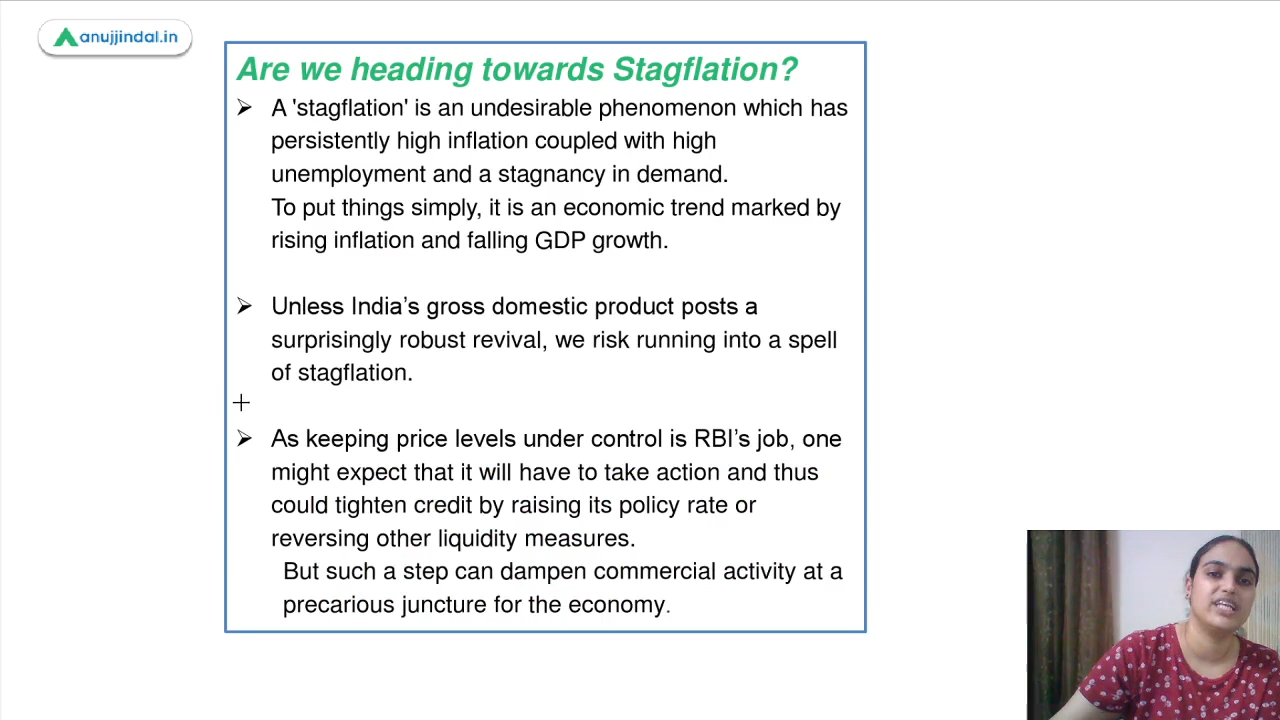 anujjindal.in
Are we heading towards Stagflation?
➢ A 'stagflation' is an undesirable phenomenon which has
persistently high inflation coupled with high
unemployment and a stagnancy in demand.
To put things simply, it is an economic trend marked by
rising inflation and falling GDP growth.
➢ Unless India’s gross domestic product posts a
surprisingly robust revival, we risk running into a spell
of stagflation.
➢ As keeping price levels under control is RBI’s job, one
might expect that it will have to take action and thus
could tighten credit by raising its policy rate or
reversing other liquidity measures.
But such a step can dampen commercial activity at a
precarious juncture for the economy.